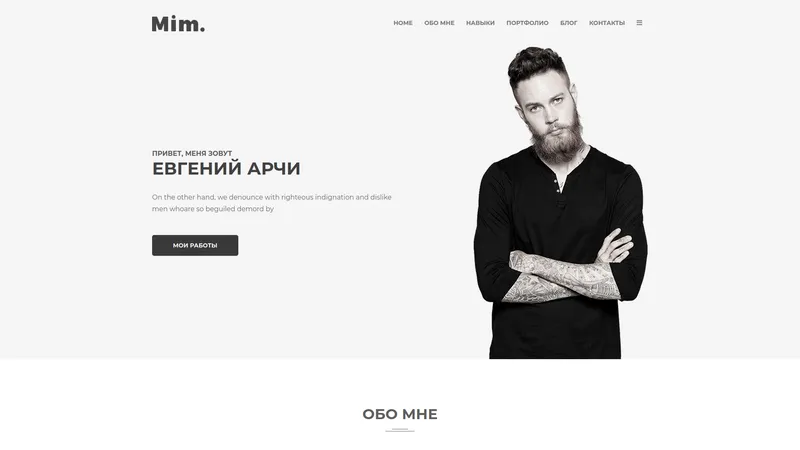 Mim.
HOME ОБО МНЕ НАВЫКИ ПОРТФОЛИО БЛОГ КОНТАКТЫ
ПРИВЕТ, МЕНЯ ЗОВУТ
ЕВГЕНИЙ АРЧИ
On the other hand, we denounce with righteous indignation and dislike
men whoare so beguiled demord by
МОИ РАБОТЫ
ОБО МНЕ